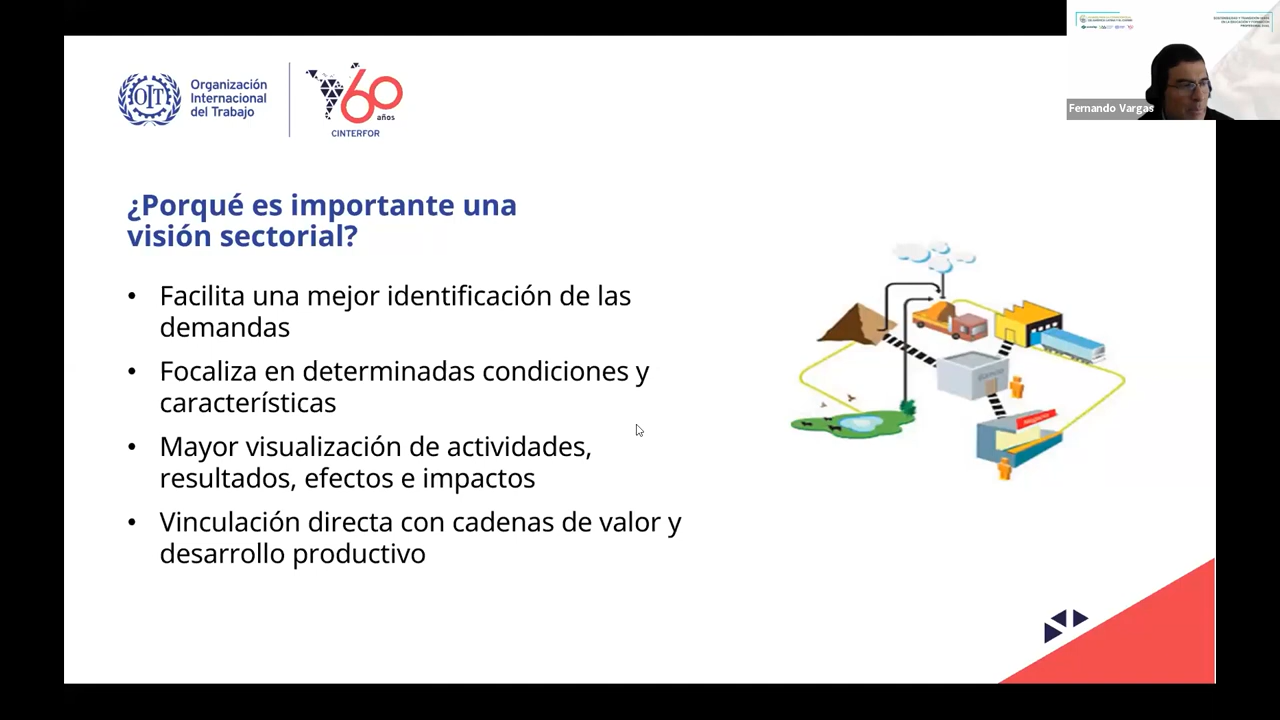 Organización
Internacional
del Trabajo
60
años
CINTERFOR
Fernando Vargas
¿Porqué es importante una
visión sectorial?
• Facilita una mejor identificación de las
demandas
• Focaliza en determinadas condiciones y
características
• Mayor visualización de actividades,
resultados, efectos e impactos
• Vinculación directa con cadenas de valor y
desarrollo productivo